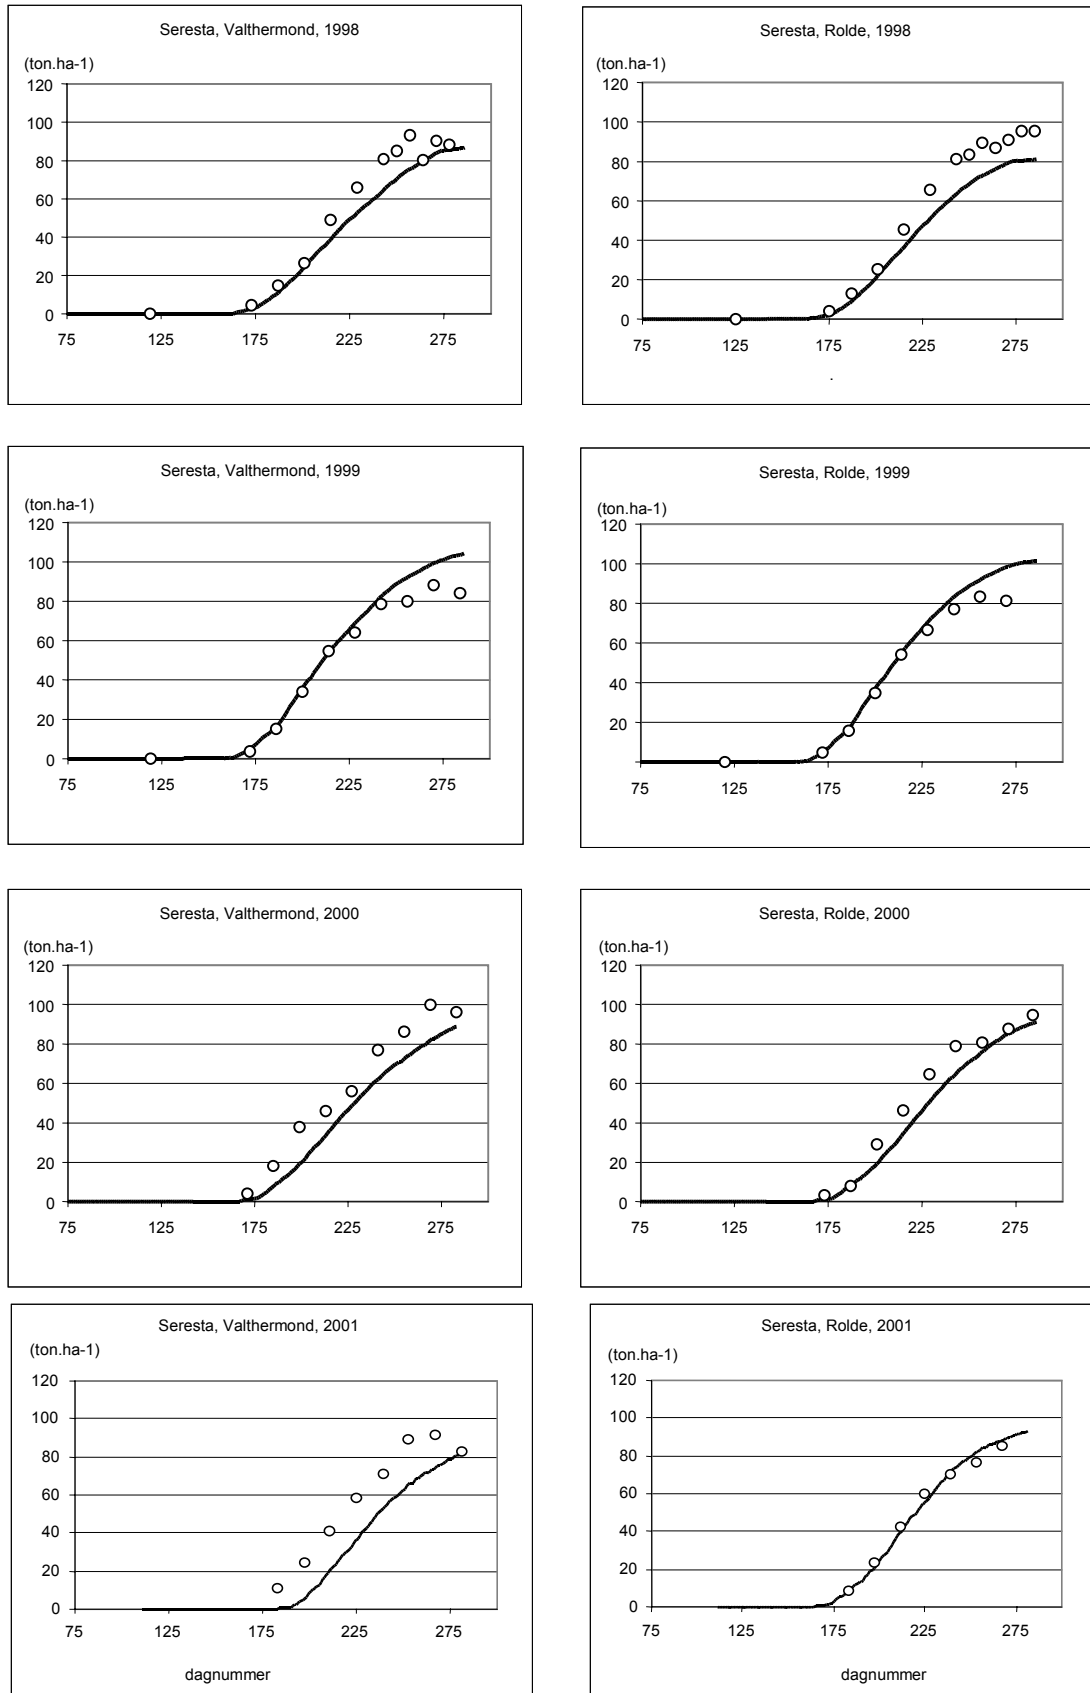 Seresta, Valthermond, 1998
(ton.ha-1)
120
100
80
60
40
20
0
75 125 175 225 275
Seresta, Rolde, 1998
(ton.ha-1)
120
100
80
60
40
20
0
75 125 175 225 275
.
Seresta, Valthermond, 1999
(ton.ha-1)
120
100
80
60
40
20
0
75 125 175 225 275
Seresta, Rolde, 1999
(ton.ha-1)
120
100
80
60
40
20
75 125 175 225 275
Seresta, Valthermond, 2000
(ton.ha-1)
120
100
80
60
40
20
0
75 125 175 225 275
Seresta, Rolde, 2000
(ton.ha-1)
120
100
80
60
40
20
0
75 125 175 225 275
Seresta, Valthermond, 2001
(ton.ha-1)
120
100
80
60
40
20
0
75 125 175 225 275
dagnummer
Seresta, Rolde, 2001
(ton.ha-1)
120
100
80
60
40
20
0
75 125 175 225 275
dagnummer